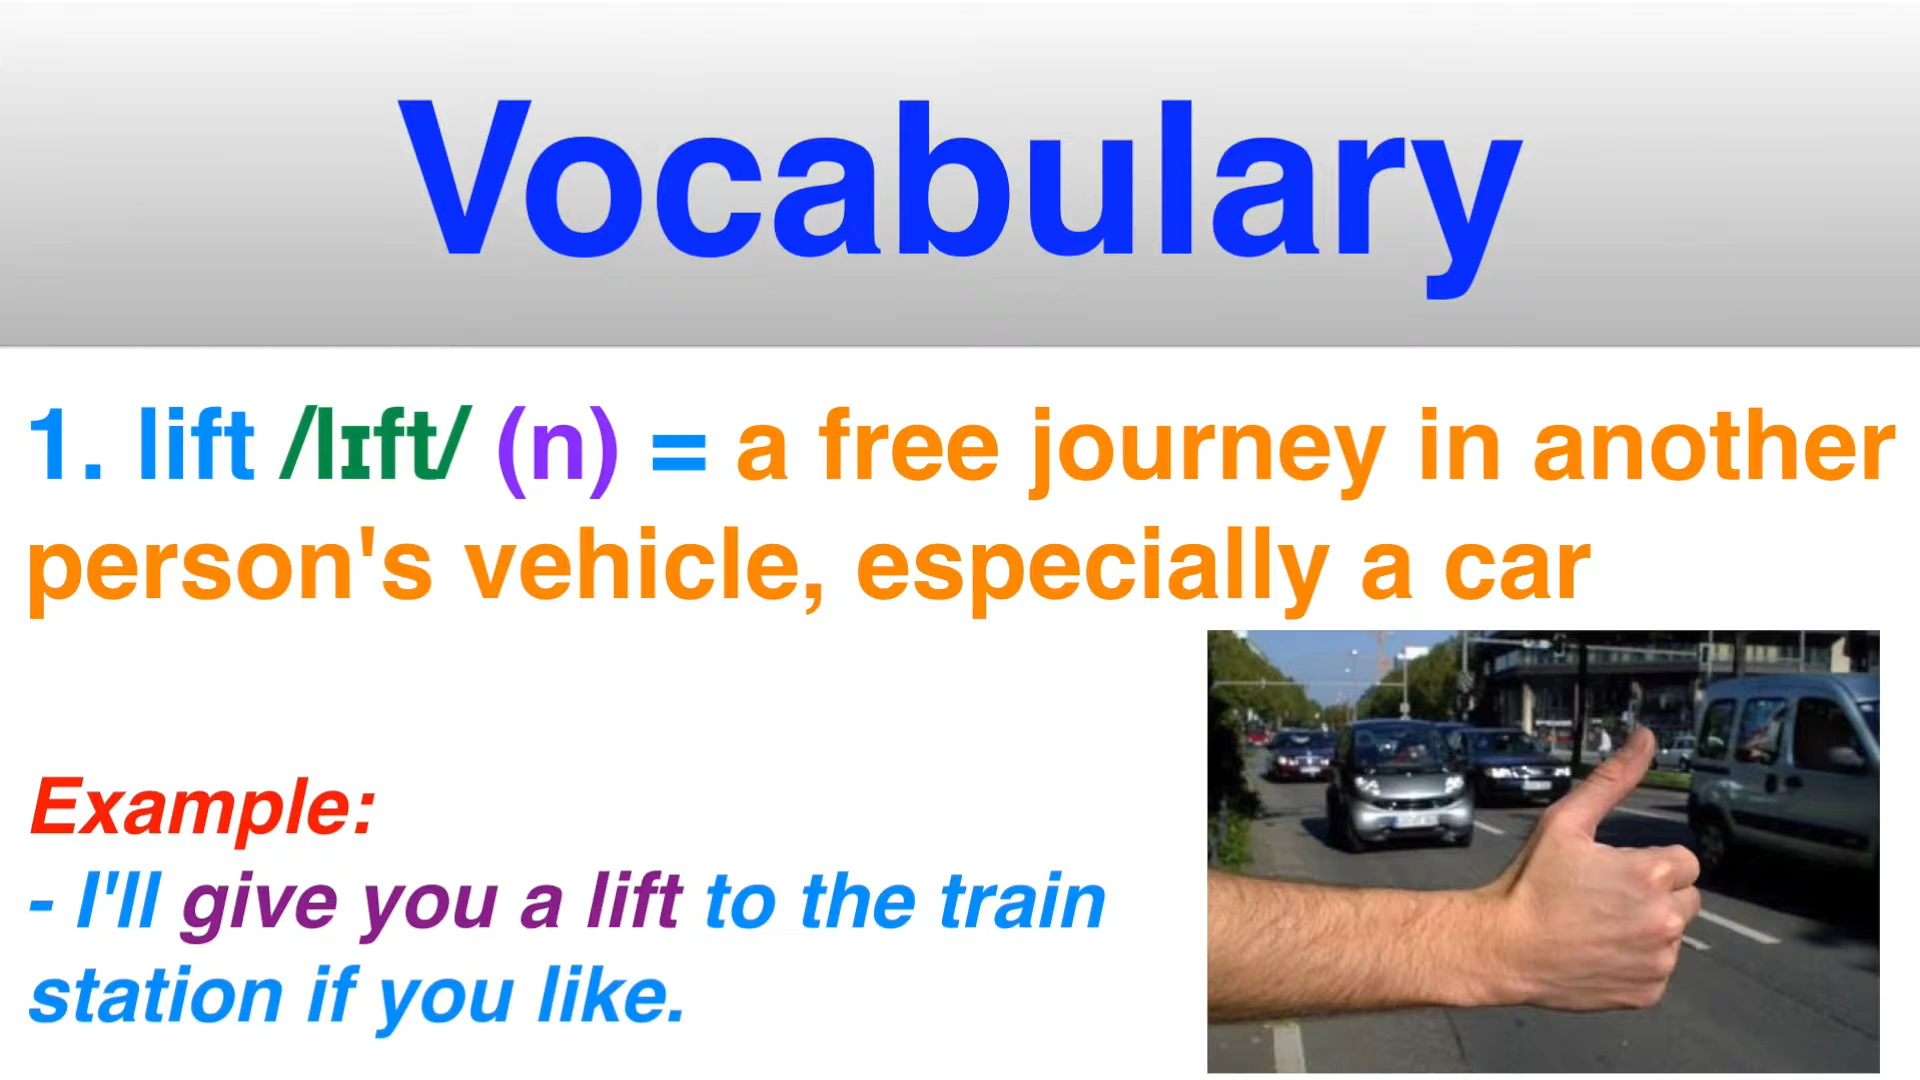 Vocabulary
1. lift /lɪft/ (n) = a free journey in another
person's vehicle, especially a car
Example:
- I'll give you a lift to the train
station if you like.